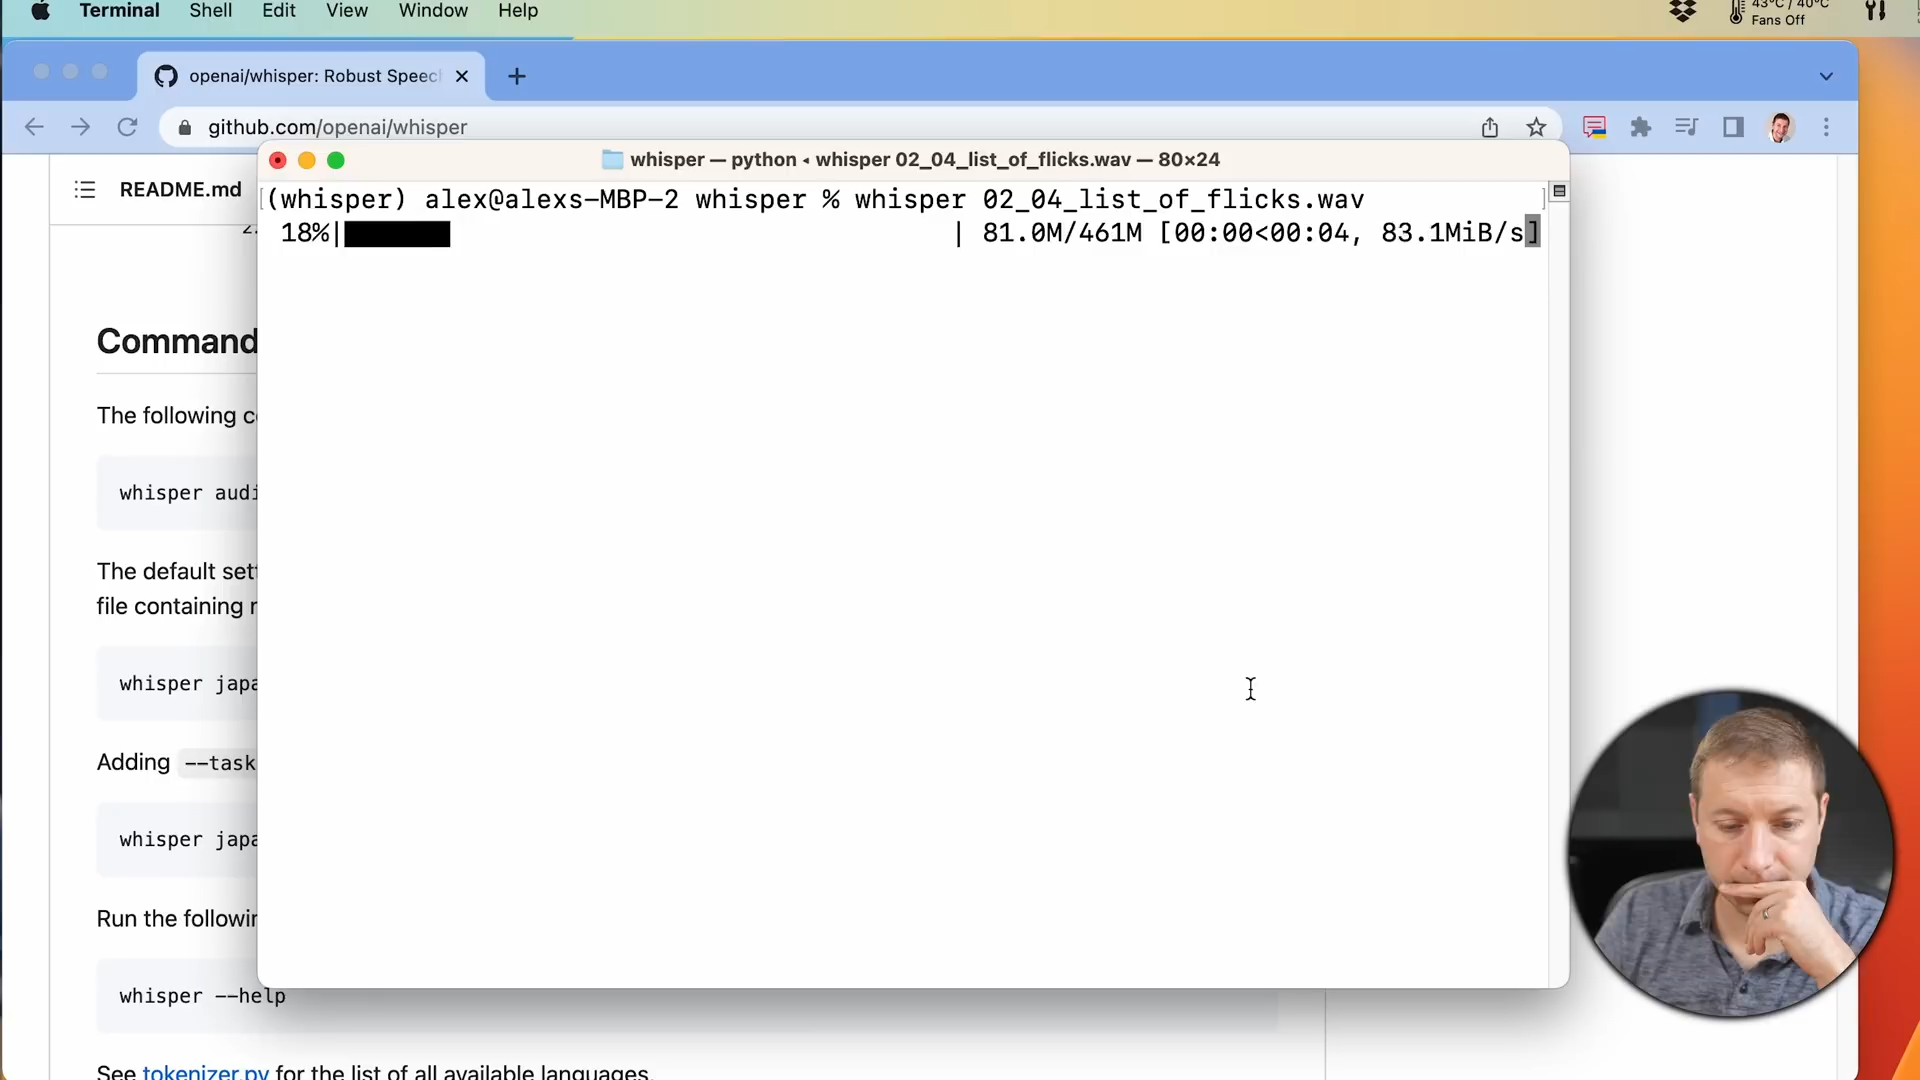 Terminal Shell Edit View Window Help
43°C / 40°C
Fans Off
openai/whisper: Robust Speec
github.com/openai/whisper
whisper — python ◂ whisper 02_04_list_of_flicks.wav — 80×24
README.md
(whisper) alex@alexs-MBP-2 whisper % whisper 02_04_list_of_flicks.wav
18%| | 81.0M/461M [00:00<00:04, 83.1MiB/s]
Command
The following c
whisper audi
The default set
file containing r
whisper japa
Adding --task
whisper japa
Run the followin
whisper --help
See tokenizer.py for the list of all available languages.